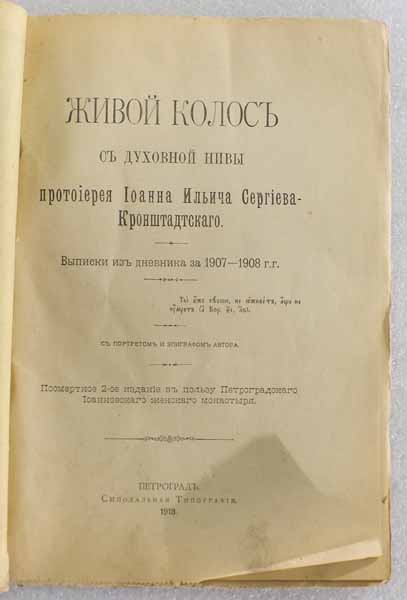 ЖИВОЙ КОЛОСЪ
СЪ ДУХОВНОЙ НИВЫ
протоіерея Іоанна Ильича Сергіева-
Кронштадтскаго.
Выписки изъ дневника за 1907—1908 г.г.
СЪ ПОРТРЕТОМЪ И ЭПИГРАФОМЪ АВТОРА.
Посмертное 2-ое изданіе въ пользу Петроградскаго
Іоанновскаго женскаго монастыря.
ПЕТРОГРАДЪ.
Синодальная Типографія.